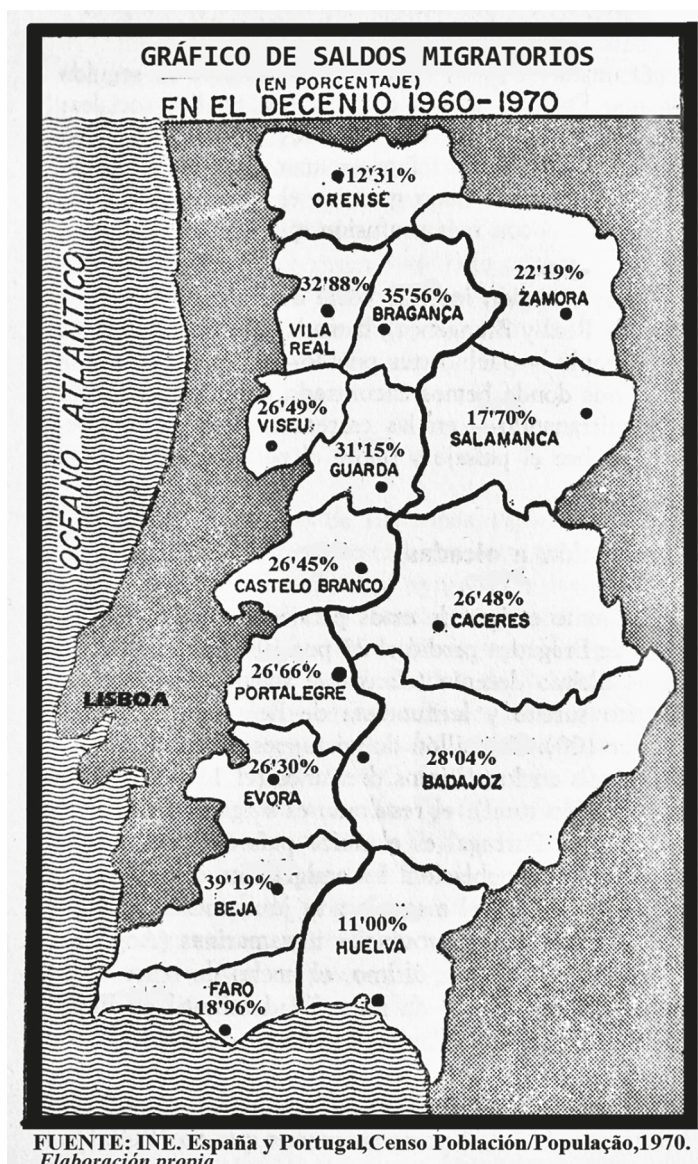 GRÁFICO DE SALDOS MIGRATORIOS
(EN PORCENTAJE)
EN EL DECENIO 1960-1970
12'31%
ORENSE
OCEANO ATLANTICO
32'88%
VILA
REAL
35'56%
BRAGANÇA
22'19%
ZAMORA
26'49%
VISEU
17'70%
SALAMANCA
31'15%
GUARDA
26'45%
CASTELO BRANCO
26'48%
CACERES
26'66%
PORTALEGRE
LISBOA
26'30%
EVORA
28'04%
BADAJOZ
39'19%
BEJA
11'00%
HUELVA
FARO
18'96%
FUENTE: INE. España y Portugal, Censo Población/População, 1970.
Elaboración propia